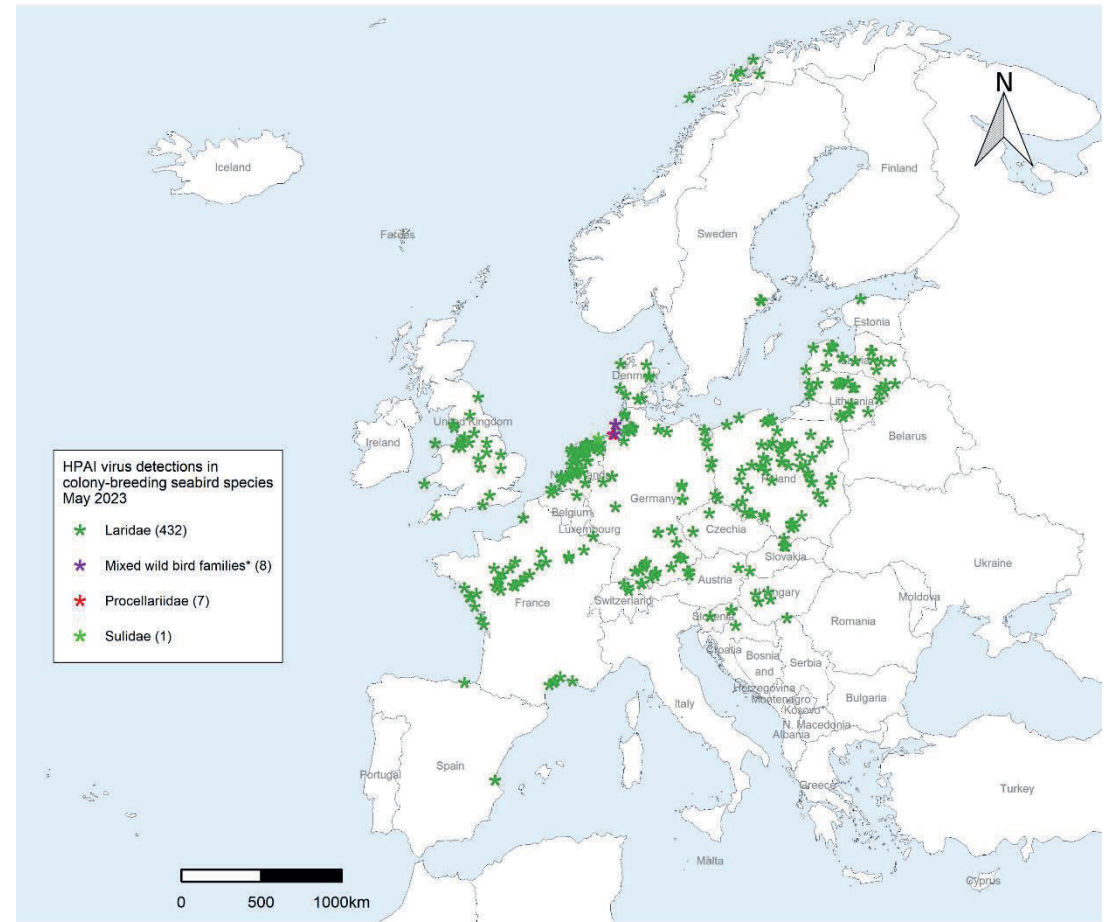 N
Iceland
Finland
Sweden
Faroes
Estonia
Latvia
Denmark
Lithuania
United Kingdom
Ireland
Belarus
HPAI virus detections in
colony-breeding seabird species
May 2023
Laridae (432)
Mixed wild bird families* (8)
Procellariidae (7)
Sulidae (1)
Netherlands
Poland
Germany
Belgium
Luxembourg
Czechia
Slovakia
Ukraine
Austria
Hungary
Moldova
France
Switzerland
Slovenia
Romania
Croatia
Bosnia
and
Herzegovina
Serbia
Montenegro
Kosovo*
Bulgaria
Italy
N. Macedonia
Albania
Portugal
Spain
Greece
Turkey
Malta
Cyprus
0 500 1000km